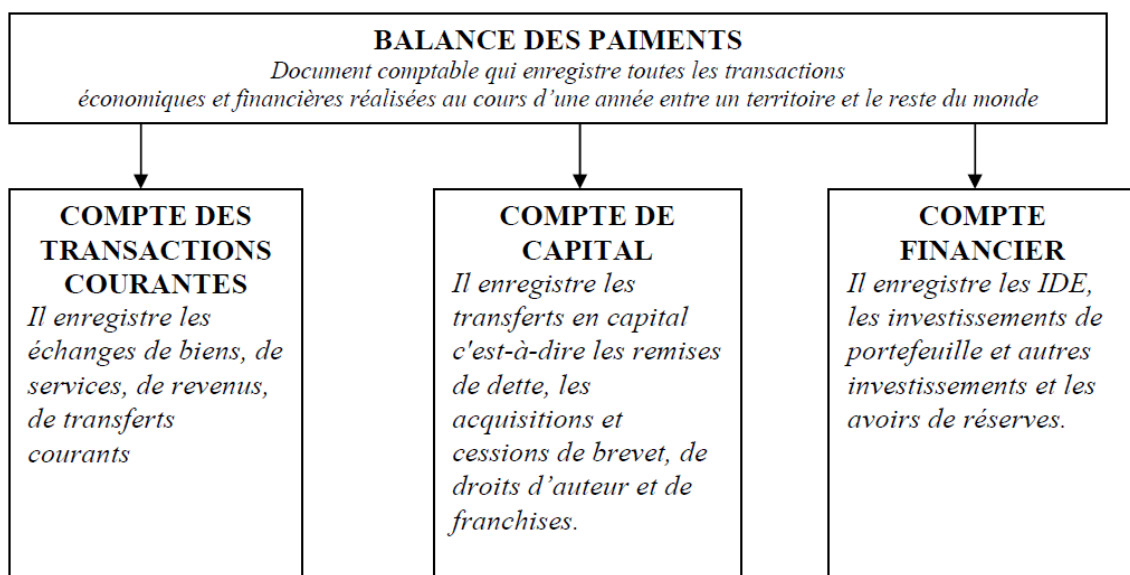 BALANCE DES PAIMENTS
Document comptable qui enregistre toutes les transactions
économiques et financières réalisées au cours d’une année entre un territoire et le reste du monde
COMPTE DES
TRANSACTIONS
COURANTES
Il enregistre les
échanges de biens, de
services, de revenus,
de transferts
courants
COMPTE DE
CAPITAL
Il enregistre les
transferts en capital
c'est-à-dire les remises
de dette, les
acquisitions et
cessions de brevet, de
droits d’auteur et de
franchises.
COMPTE
FINANCIER
Il enregistre les IDE,
les investissements de
portefeuille et autres
investissements et les
avoirs de réserves.